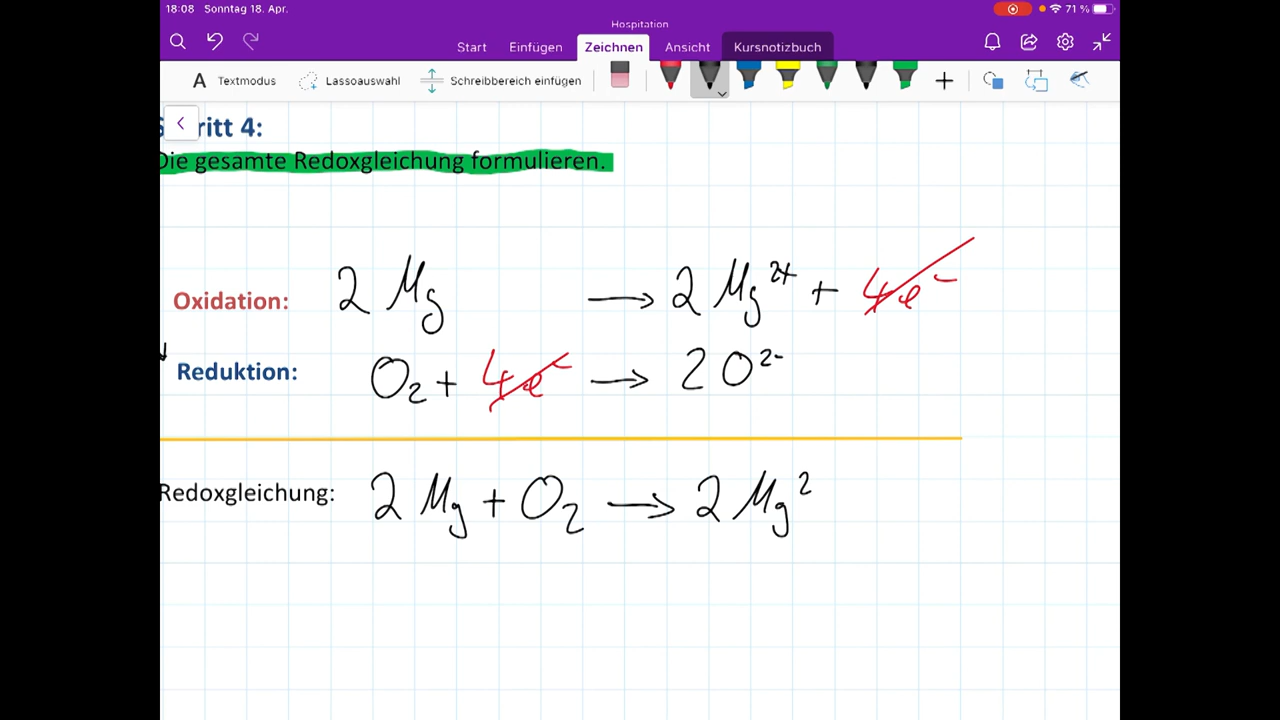 18:08 Sonntag 18. Apr.
71 %
Hospitation
Start Einfügen Zeichnen Ansicht Kursnotizbuch
A Textmodus Lassoauswahl Schreibbereich einfügen
ritt 4:
Die gesamte Redoxgleichung formulieren.
Oxidation: 2 Mg → 2 Mg²⁺ + 4e⁻
Reduktion: O₂ + 4e⁻ → 2 O²⁻
Redoxgleichung: 2 Mg + O₂ → 2 Mg²